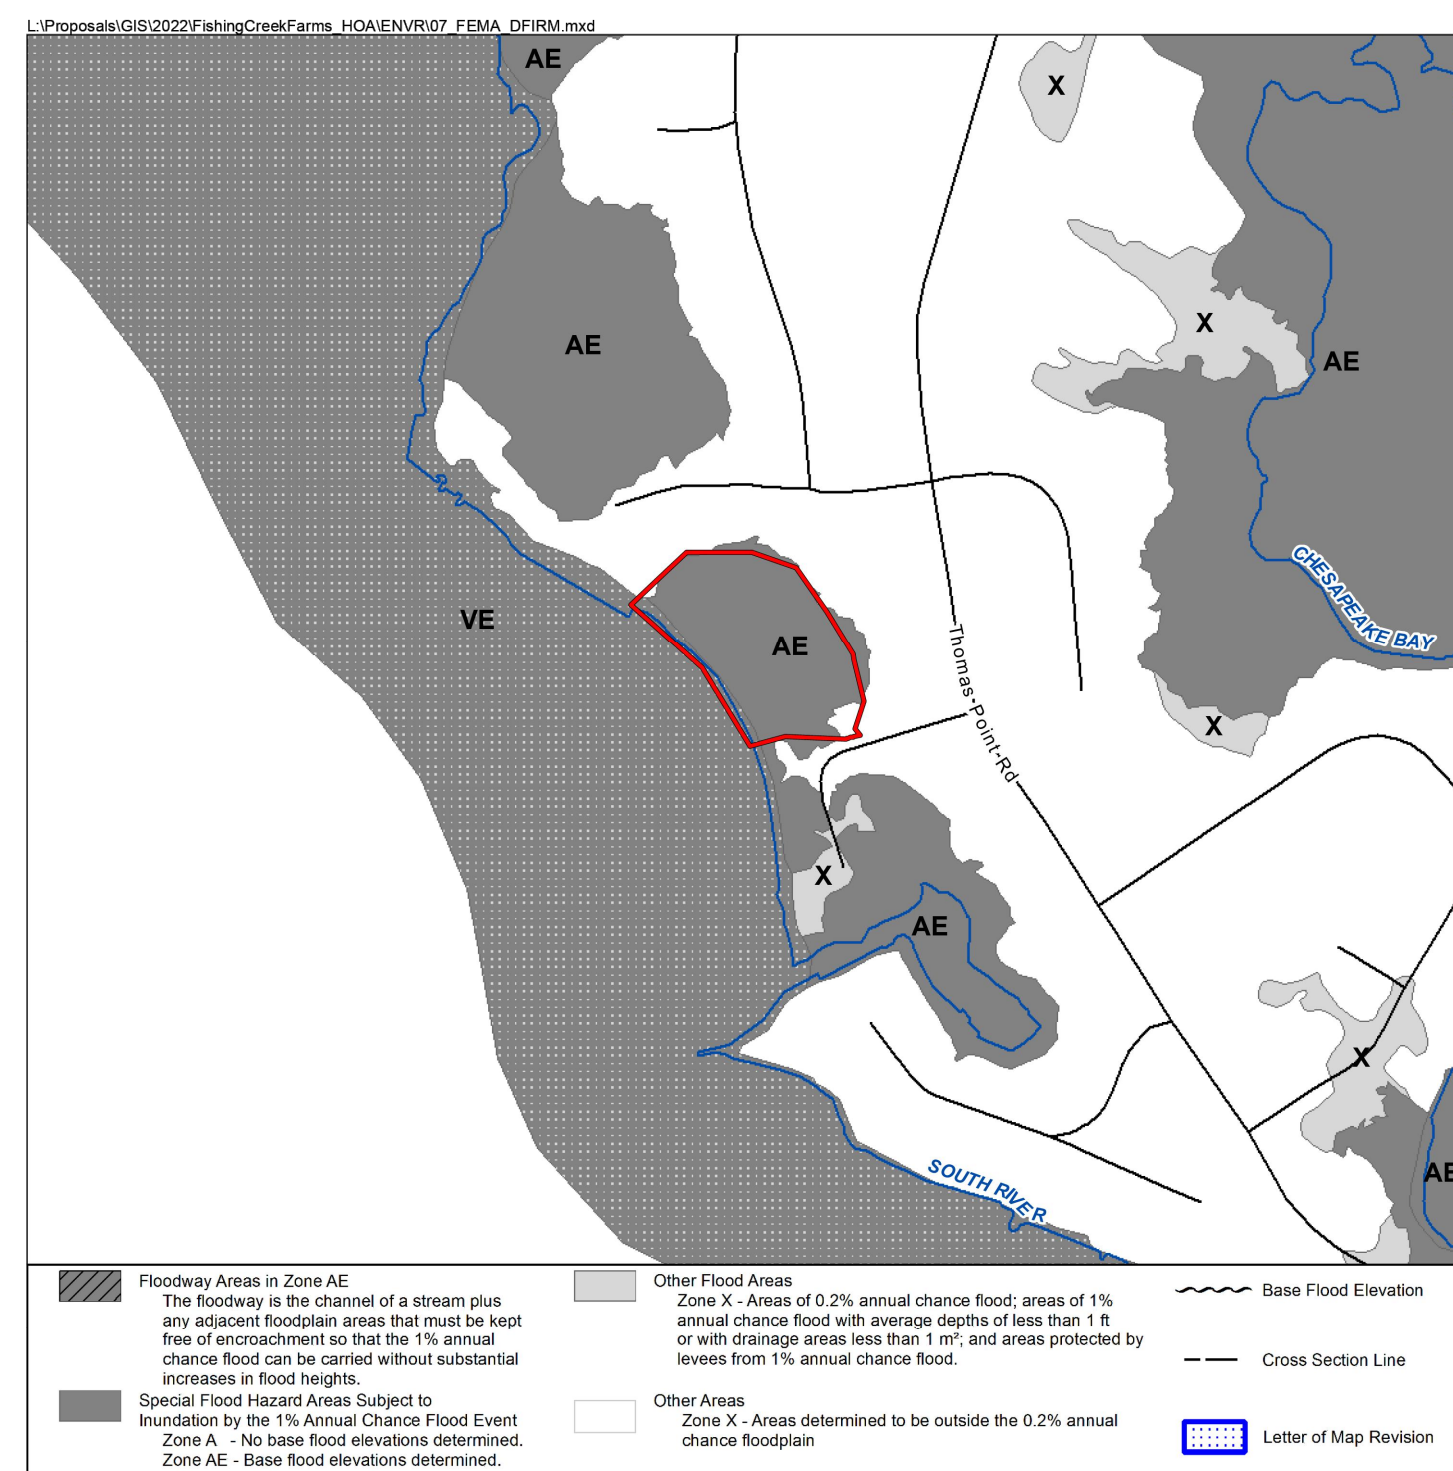 L:\Proposals\GIS\2022\FishingCreekFarms_HOA\ENVR\07_FEMA_DFIRM.mxd
AE
X
AE
X
AE
CHESAPEAKE BAY
VE
AE
Thomas Point Rd
X
X
AE
X
AE
SOUTH RIVER
Floodway Areas in Zone AE
The floodway is the channel of a stream plus
any adjacent floodplain areas that must be kept
free of encroachment so that the 1% annual
chance flood can be carried without substantial
increases in flood heights.
Special Flood Hazard Areas Subject to
Inundation by the 1% Annual Chance Flood Event
Zone A - No base flood elevations determined.
Zone AE - Base flood elevations determined.
Other Flood Areas
Zone X - Areas of 0.2% annual chance flood; areas of 1%
annual chance flood with average depths of less than 1 ft
or with drainage areas less than 1 m²; and areas protected by
levees from 1% annual chance flood.
Other Areas
Zone X - Areas determined to be outside the 0.2% annual
chance floodplain
Base Flood Elevation
Cross Section Line
Letter of Map Revision